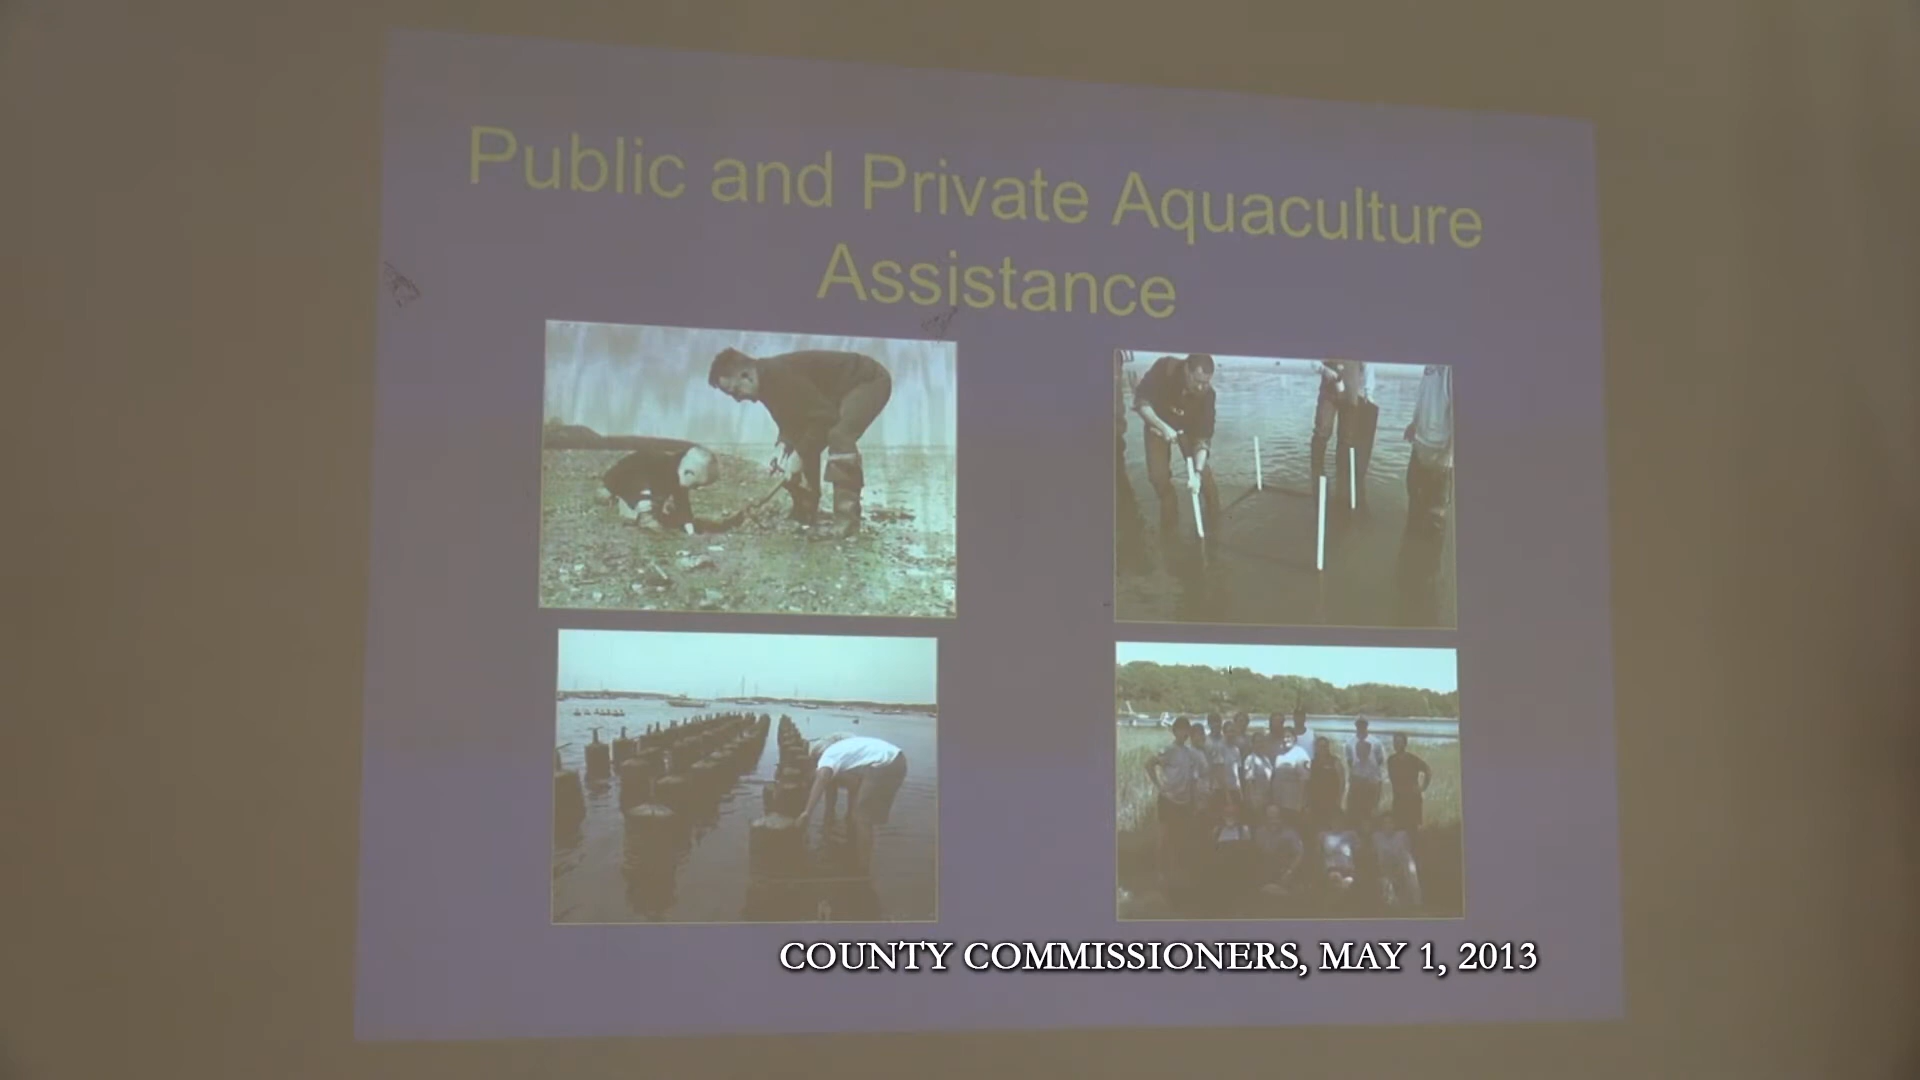 Public and Private Aquaculture
Assistance
COUNTY COMMISSIONERS, MAY 1, 2013